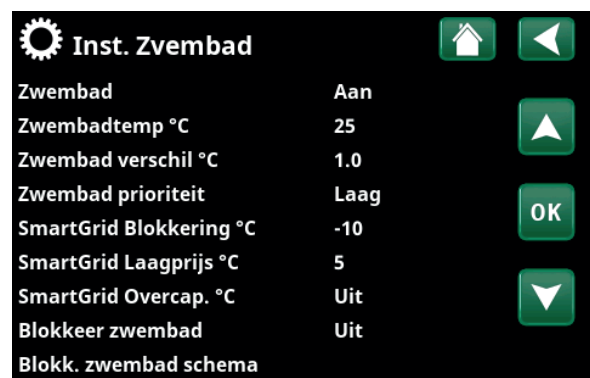 Inst. Zvembad
Zwembad Aan
Zwembadtemp °C 25
Zwembad verschil °C 1.0
Zwembad prioriteit Laag
SmartGrid Blokkering °C -10
SmartGrid Laagprijs °C 5
SmartGrid Overcap. °C Uit
Blokkeer zwembad Uit
Blokk. zwembad schema
OK